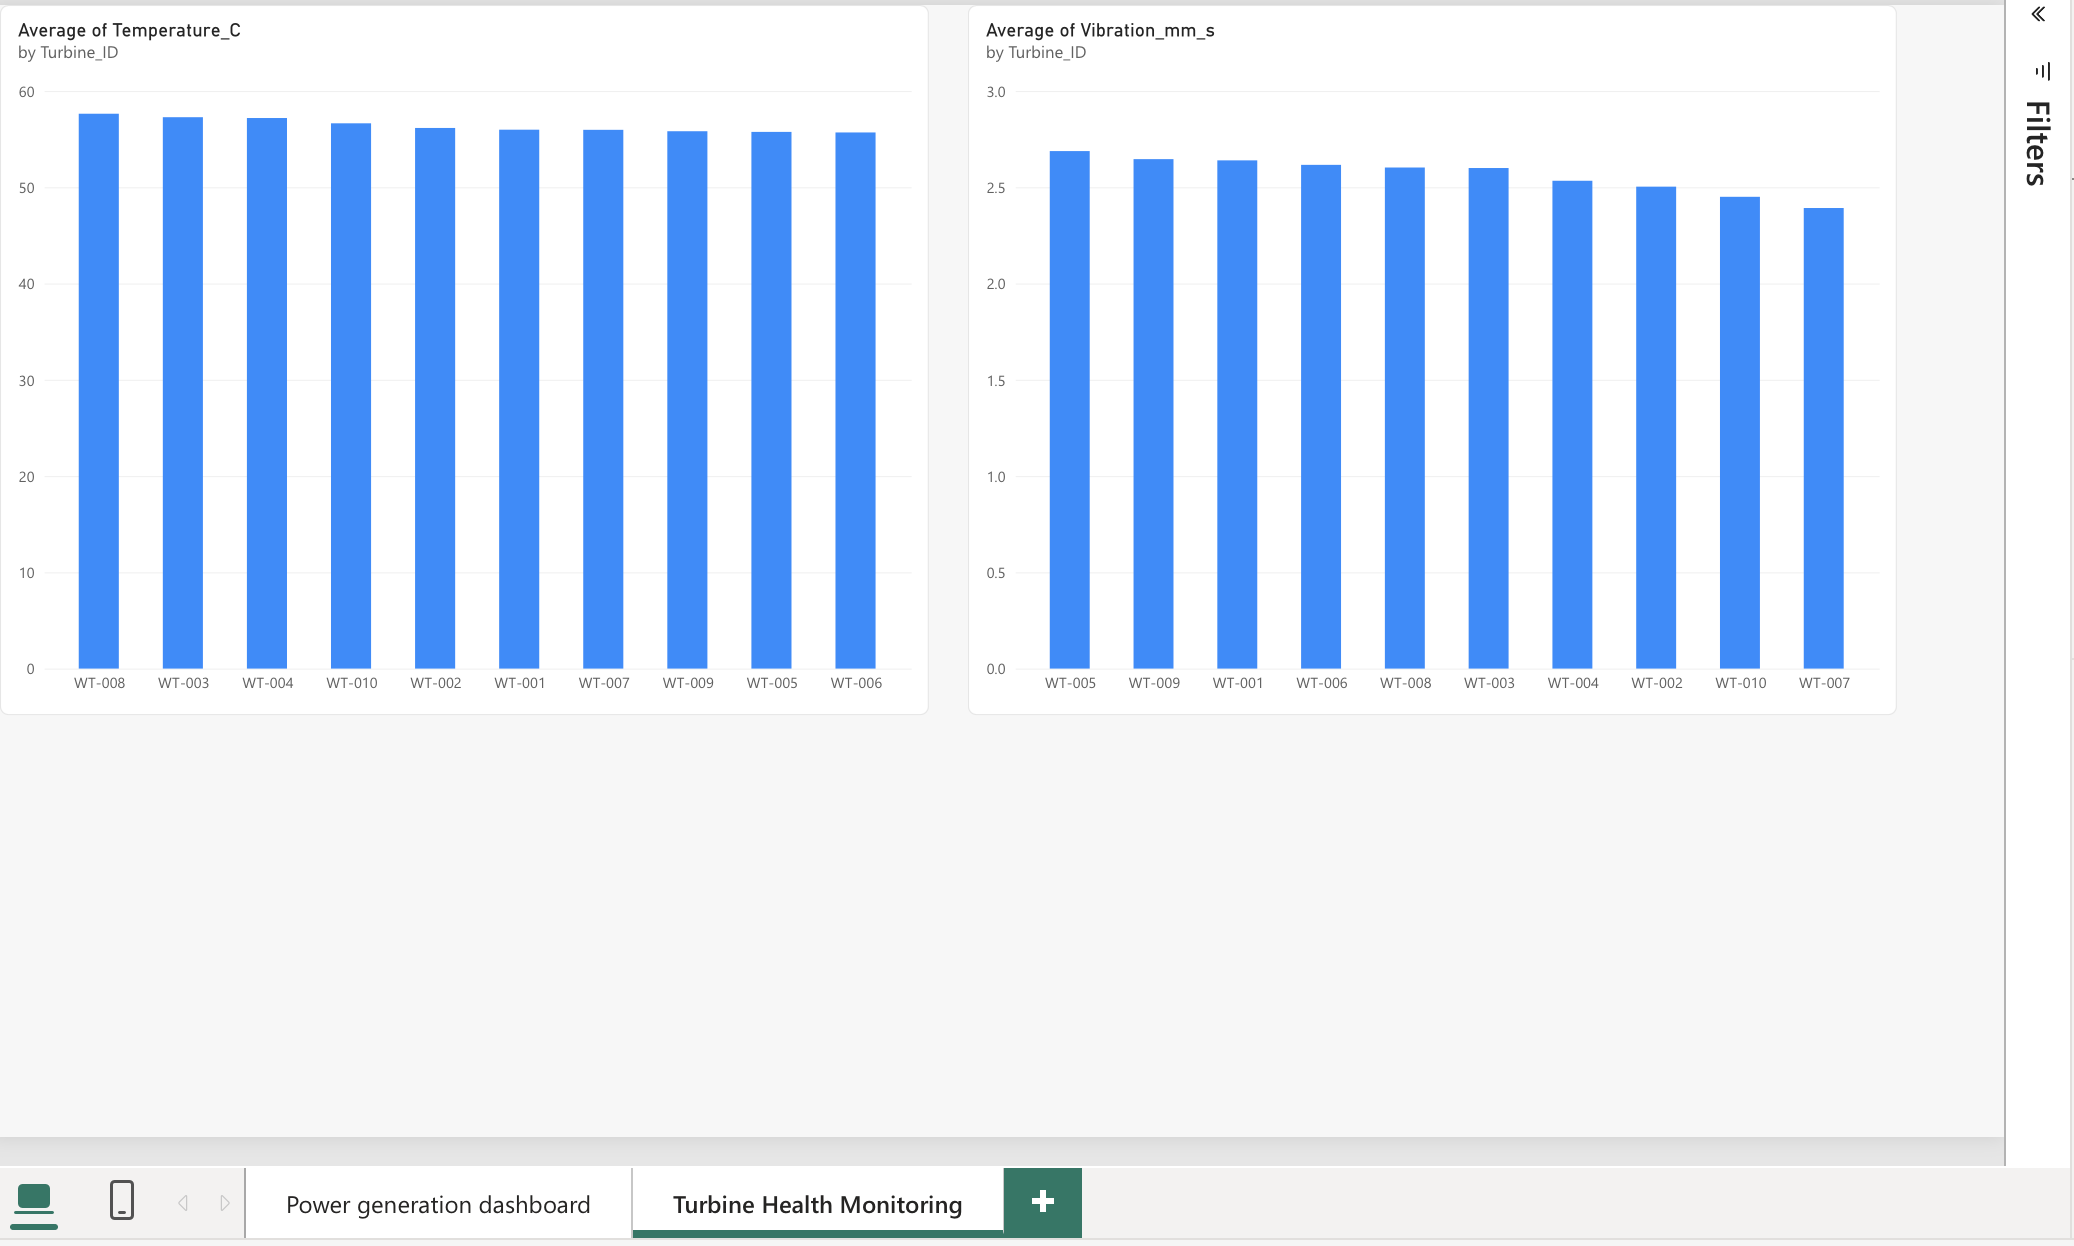 Average of Temperature_C
by Turbine_ID
60
50
40
30
20
10
0
WT-008 WT-003 WT-004 WT-010 WT-002 WT-001 WT-007 WT-009 WT-005 WT-006
Average of Vibration_mm_s
by Turbine_ID
3.0
2.5
2.0
1.5
1.0
0.5
0.0
WT-005 WT-009 WT-001 WT-006 WT-008 WT-003 WT-004 WT-002 WT-010 WT-007
Filters
Power generation dashboard
Turbine Health Monitoring